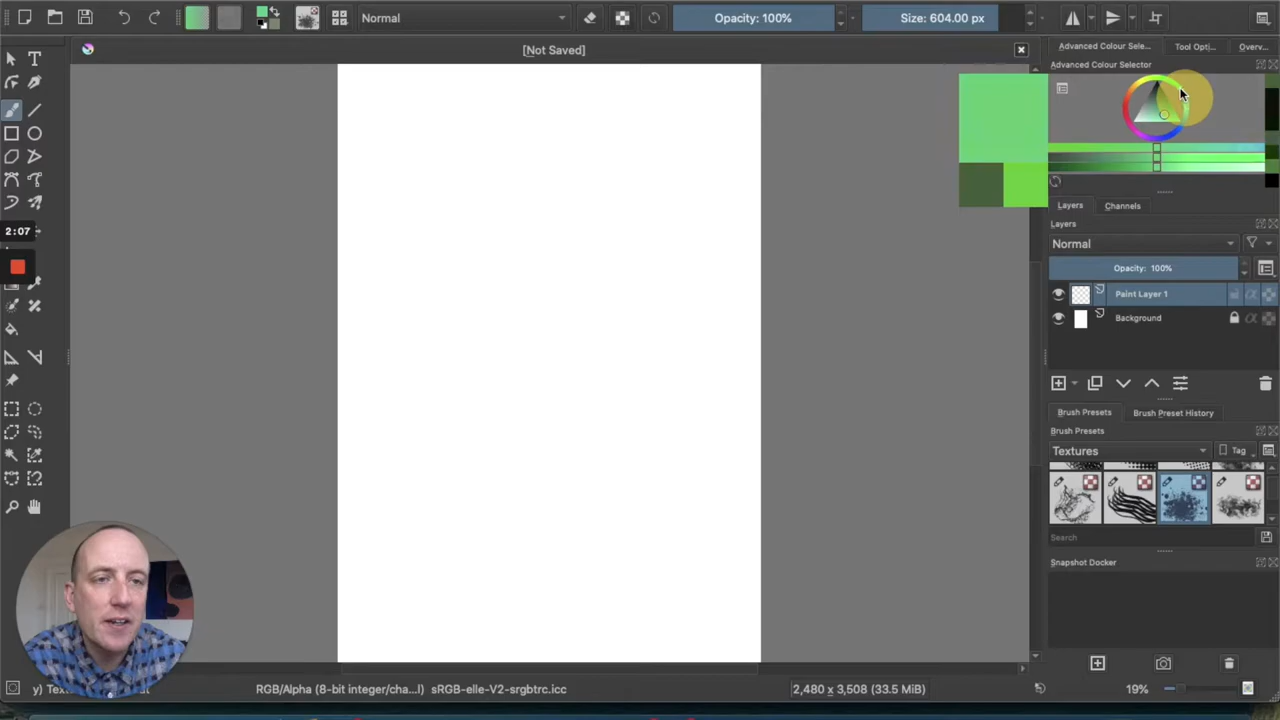 Normal
Opacity: 100%
Size: 604.00 px
[Not Saved]
Advanced Colour Sele...
Tool Opti...
Overv...
Advanced Colour Selector
Layers
Channels
2:07
Layers
Normal
Opacity: 100%
Paint Layer 1
Background
Brush Presets
Brush Preset History
Brush Presets
Textures
Tag
Search
Snapshot Docker
RGB/Alpha (8-bit integer/cha...l) sRGB-elle-V2-srgbtrc.icc
2,480 x 3,508 (33.5 MiB)
19%